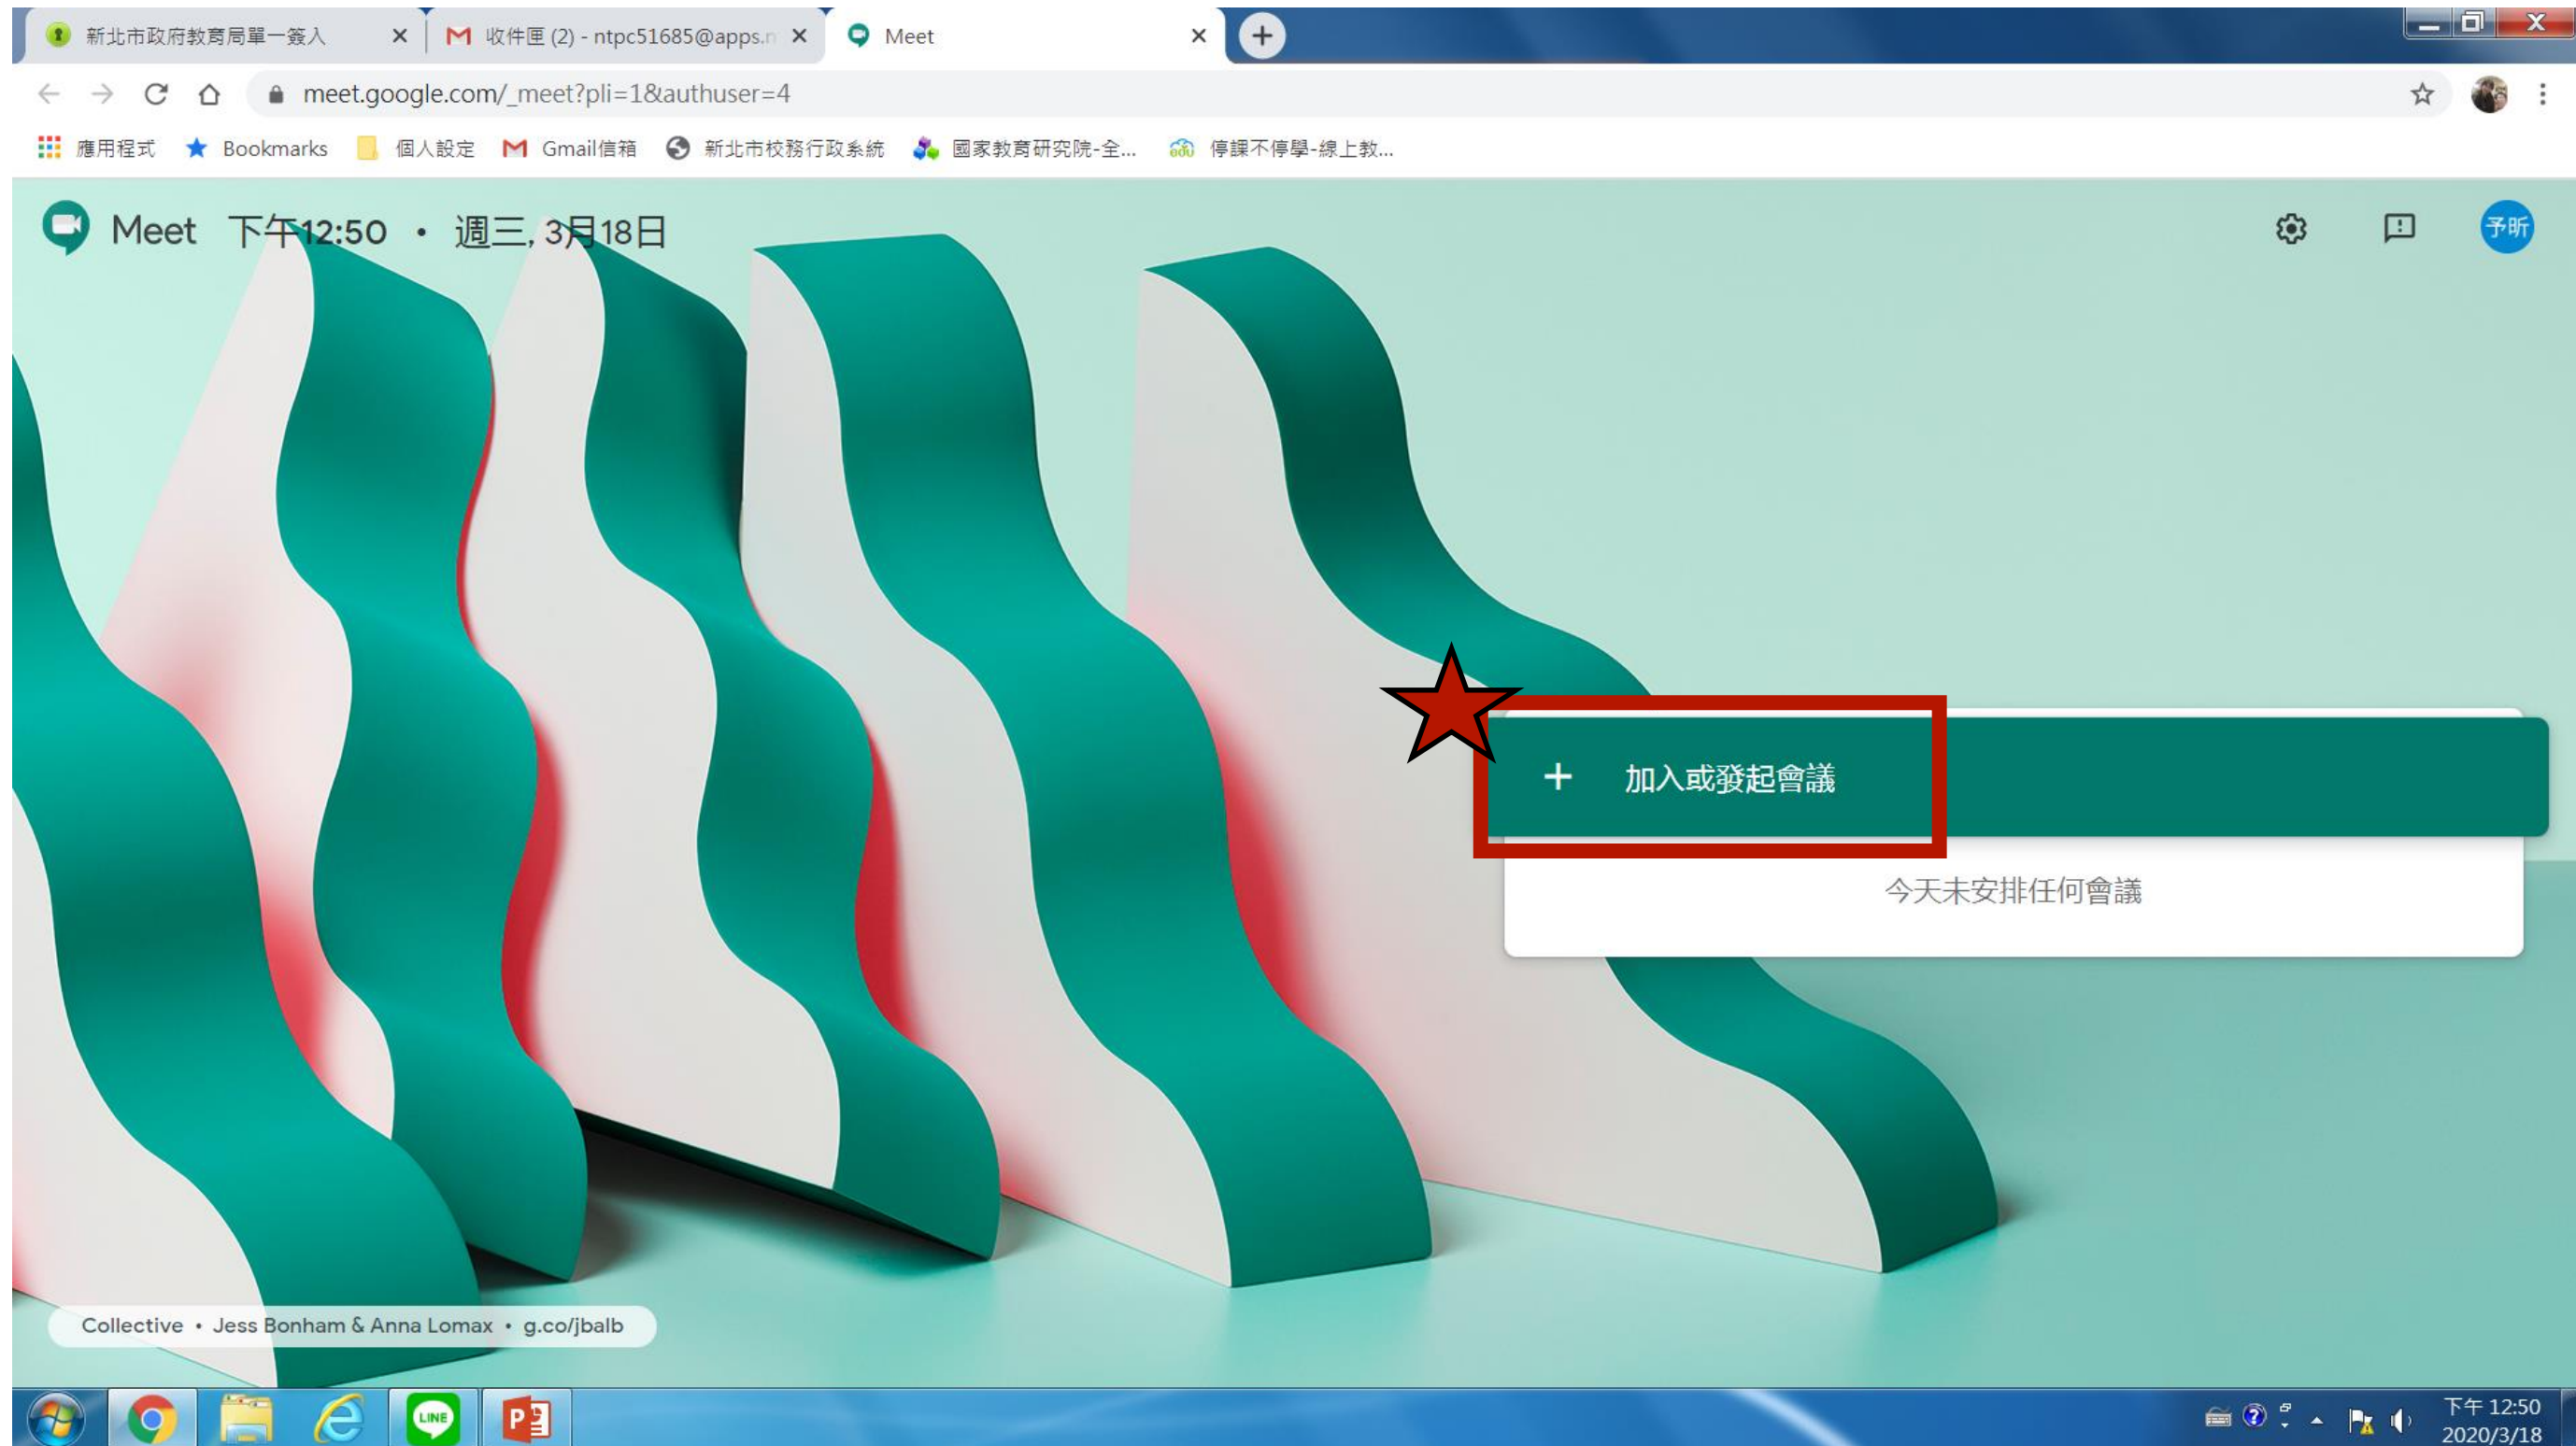 新北市政府教育局單一簽入
收件匣 (2) - ntpc51685@apps.n
Meet
meet.google.com/_meet?pli=1&authuser=4
應用程式 Bookmarks 個人設定 Gmail信箱 新北市校務行政系統 國家教育研究院-全... 停課不停學-線上教...
Meet 下午12:50 • 週三, 3月18日
予昕
+ 加入或發起會議
今天未安排任何會議
Collective • Jess Bonham & Anna Lomax • g.co/jbalb
LINE
下午 12:50
2020/3/18